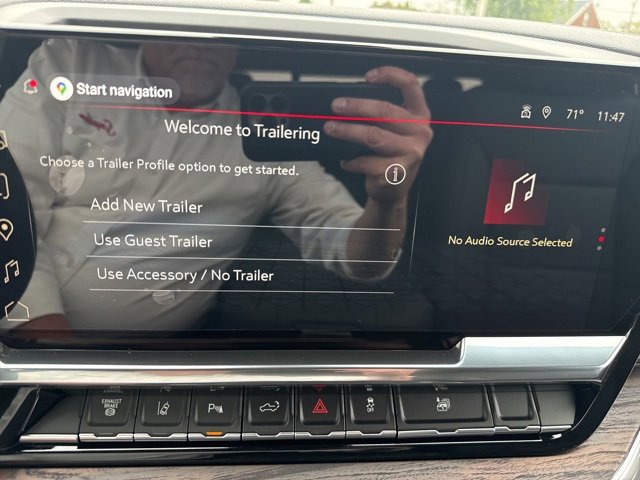 Start navigation
71° 11:47
Welcome to Trailering
Choose a Trailer Profile option to get started.
i
Add New Trailer
Use Guest Trailer
Use Accessory / No Trailer
No Audio Source Selected
EXHAUST
BRAKE
OFF